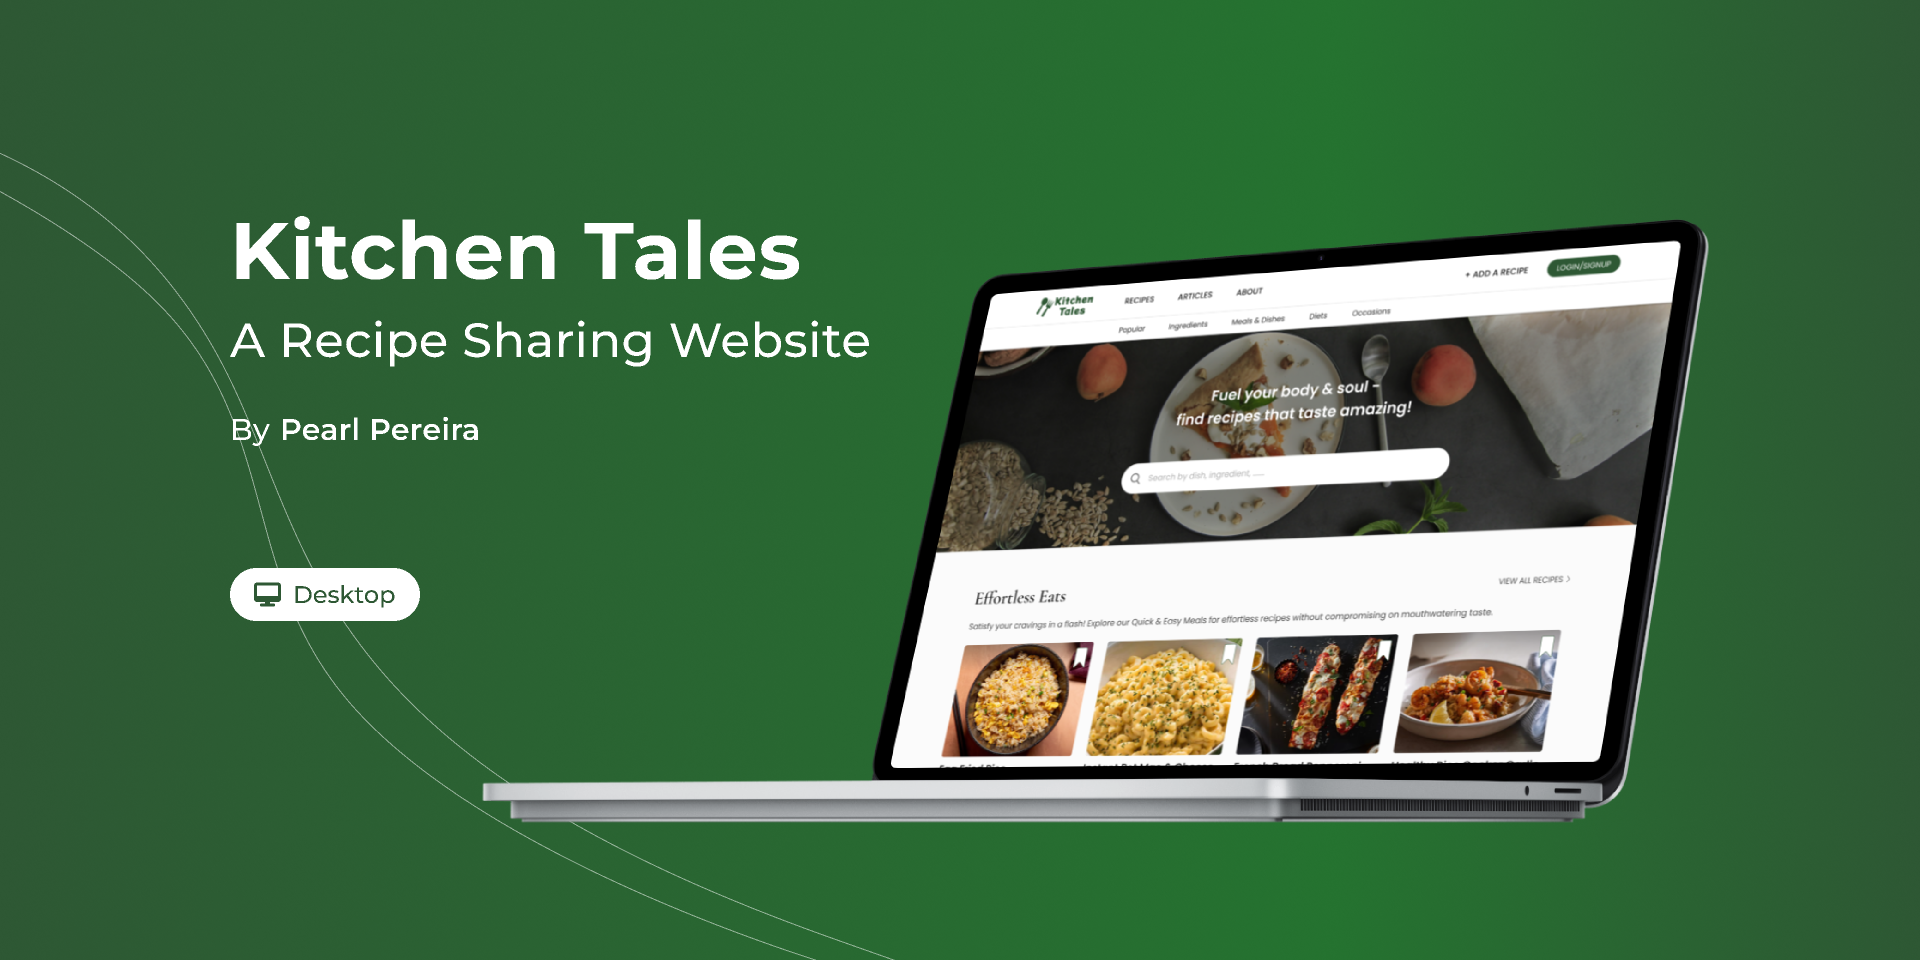 Kitchen Tales
A Recipe Sharing Website
By Pearl Pereira
Desktop
Kitchen
Tales
RECIPES ARTICLES ABOUT
+ ADD A RECIPE
LOGIN/SIGNUP
Popular Ingredients Meals & Dishes Diets Occasions
Fuel your body & soul -
find recipes that taste amazing!
Search by dish, ingredient, ......
Effortless Eats
VIEW ALL RECIPES >
Satisfy your cravings in a flash! Explore our Quick & Easy Meals for effortless recipes without compromising on mouthwatering taste.